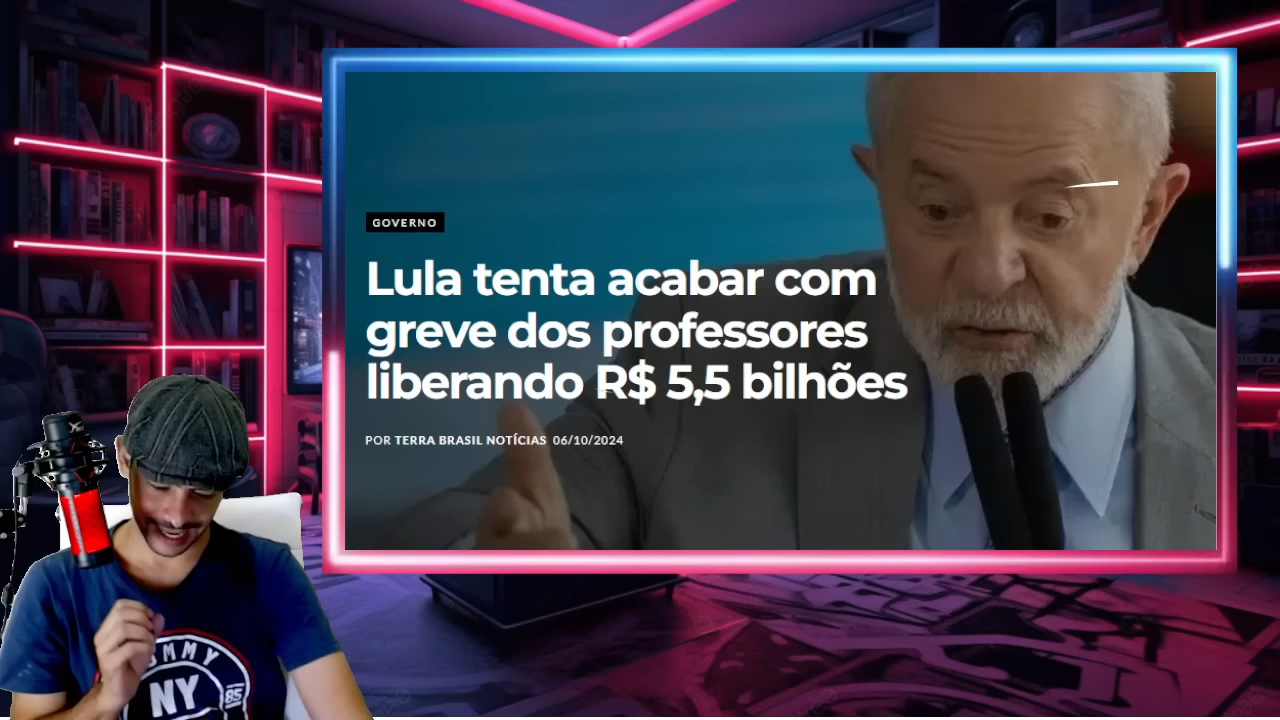 GOVERNO
Lula tenta acabar com
greve dos professores
liberando R$ 5,5 bilhões
POR TERRA BRASIL NOTÍCIAS 06/10/2024
NY
85